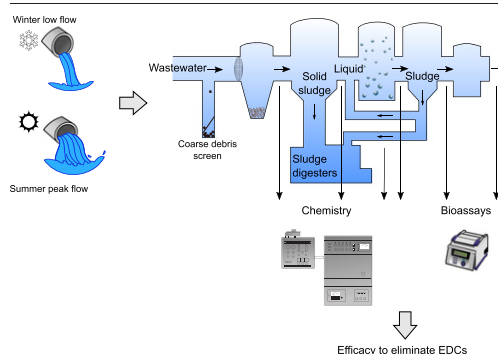 Winter low flow
Wastewater
Liquid
Solid
sludge
Sludge
Coarse debris
screen
Summer peak flow
Sludge
digesters
Chemistry
Bioassays
Efficacy to eliminate EDCs